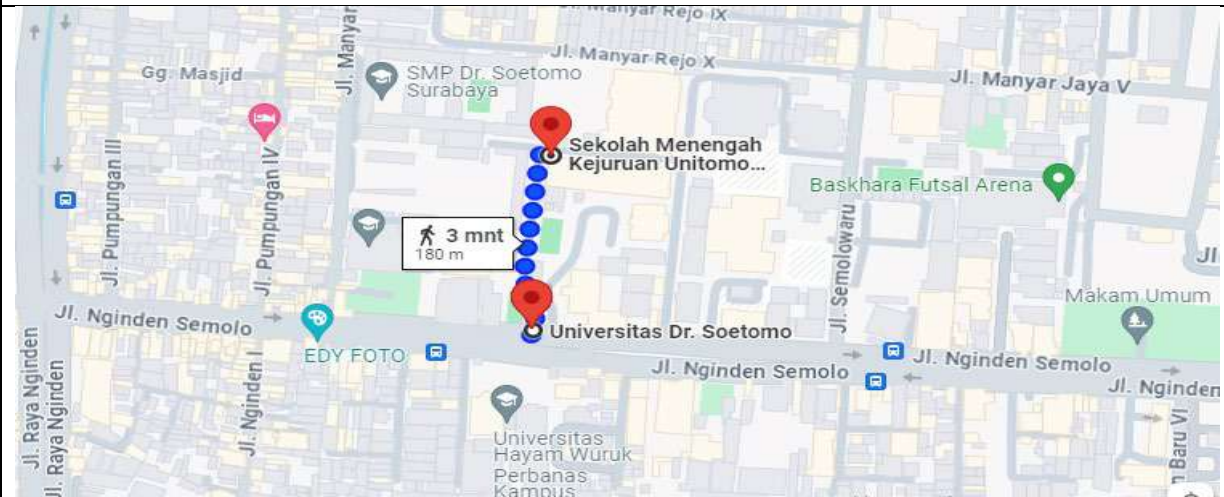 Jl. Manyar Rejo IX
Jl. Manyar Rejo X
Jl. Manyar Jaya V
Gg. Masjid
Jl. Manyar
SMP Dr. Soetomo
Surabaya
Sekolah Menengah
Kejuruan Unitomo...
Baskhara Futsal Arena
Jl. Pumpungan III
Jl. Pumpungan IV
3 mnt
180 m
Jl. Semolowaru
Jl.
Makam Umum
Jl. Nginden Semolo
EDY FOTO
Universitas Dr. Soetomo
Jl. Nginden Semolo
Jl. Nginden Semolo
Jl. Nginden
Jl. Raya Nginden
Jl. Raya Nginden
Jl. Nginden I
Universitas
Hayam Wuruk
Perbanas
Kampus
Baru VI